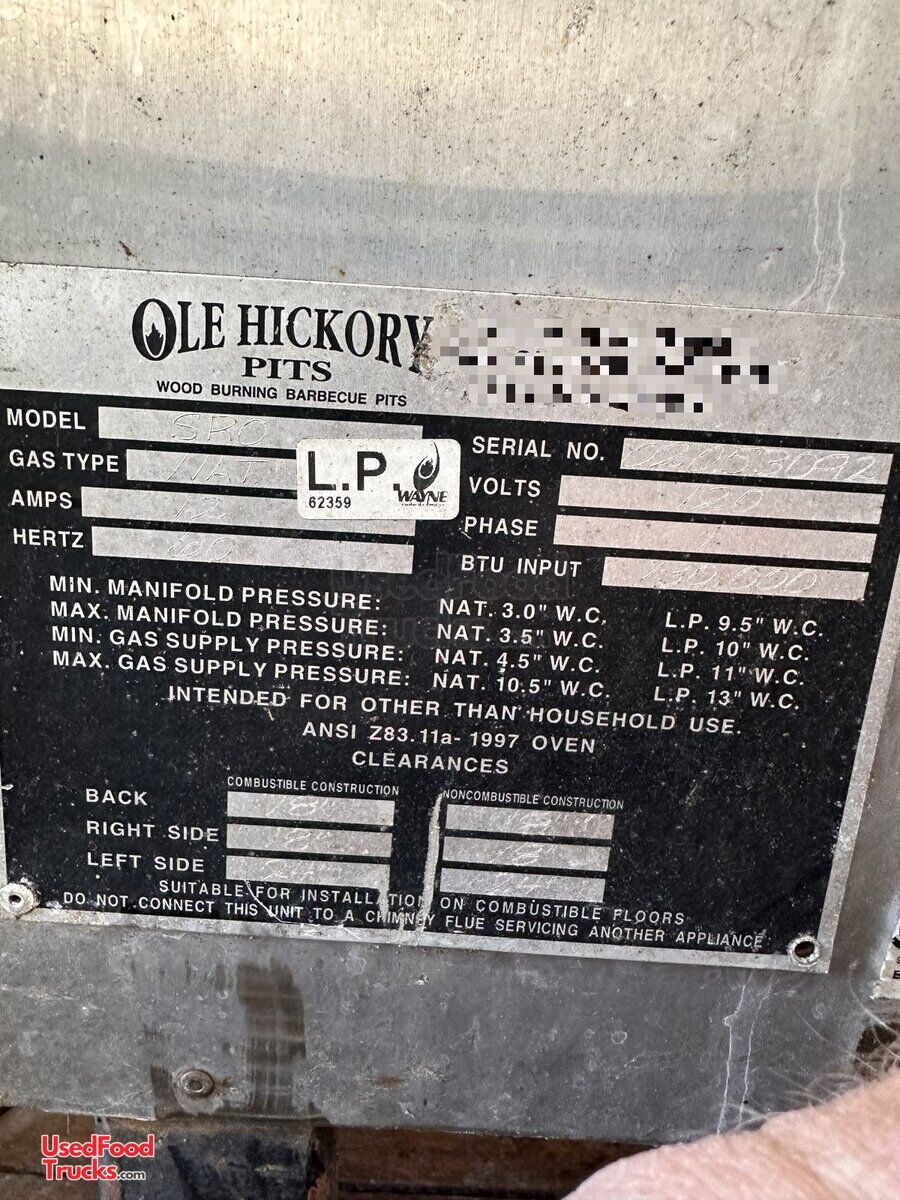 OLE HICKORY
PITS
WOOD BURNING BARBECUE PITS
MODEL SRO
SERIAL NO.
GAS TYPE NAT
L.P.
62359
WAYNE
VOLTS
AMPS 12
PHASE 1
HERTZ 60
BTU INPUT
MIN. MANIFOLD PRESSURE: NAT. 3.0" W.C. L.P. 9.5" W.C.
MAX. MANIFOLD PRESSURE: NAT. 3.5" W.C. L.P. 10" W.C.
MIN. GAS SUPPLY PRESSURE: NAT. 4.5" W.C. L.P. 11" W.C.
MAX. GAS SUPPLY PRESSURE: NAT. 10.5" W.C. L.P. 13" W.C.
INTENDED FOR OTHER THAN HOUSEHOLD USE.
ANSI Z83.11a-1997 OVEN
CLEARANCES
COMBUSTIBLE CONSTRUCTION NONCOMBUSTIBLE CONSTRUCTION
BACK
RIGHT SIDE
LEFT SIDE
SUITABLE FOR INSTALLATION ON COMBUSTIBLE FLOORS
DO NOT CONNECT THIS UNIT TO A CHIMNEY FLUE SERVICING ANOTHER APPLIANCE
UsedFood
Trucks.com